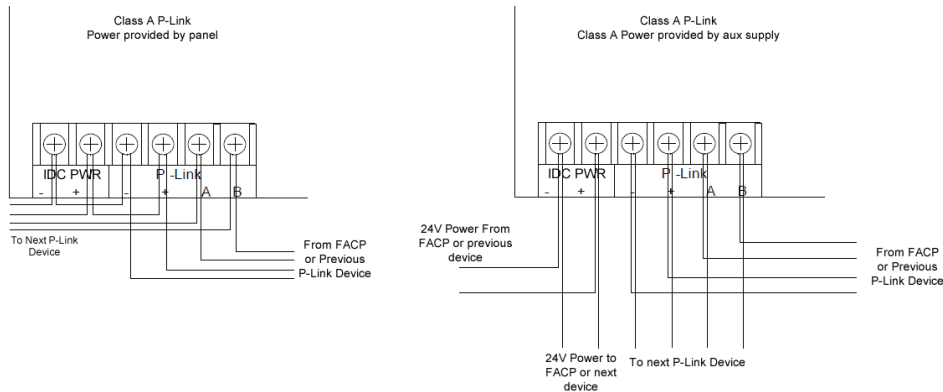 Class A P-Link
Power provided by panel
IDC PWR
P -Link
-
+
-
+
A
B
To Next P-Link
Device
From FACP
or Previous
P-Link Device
Class A P-Link
Class A Power provided by aux supply
IDC PWR
P -Link
-
+
-
+
A
B
24V Power From
FACP or previous
device
From FACP
or Previous
P-Link Device
24V Power to
FACP or next
device
To next P-Link Device